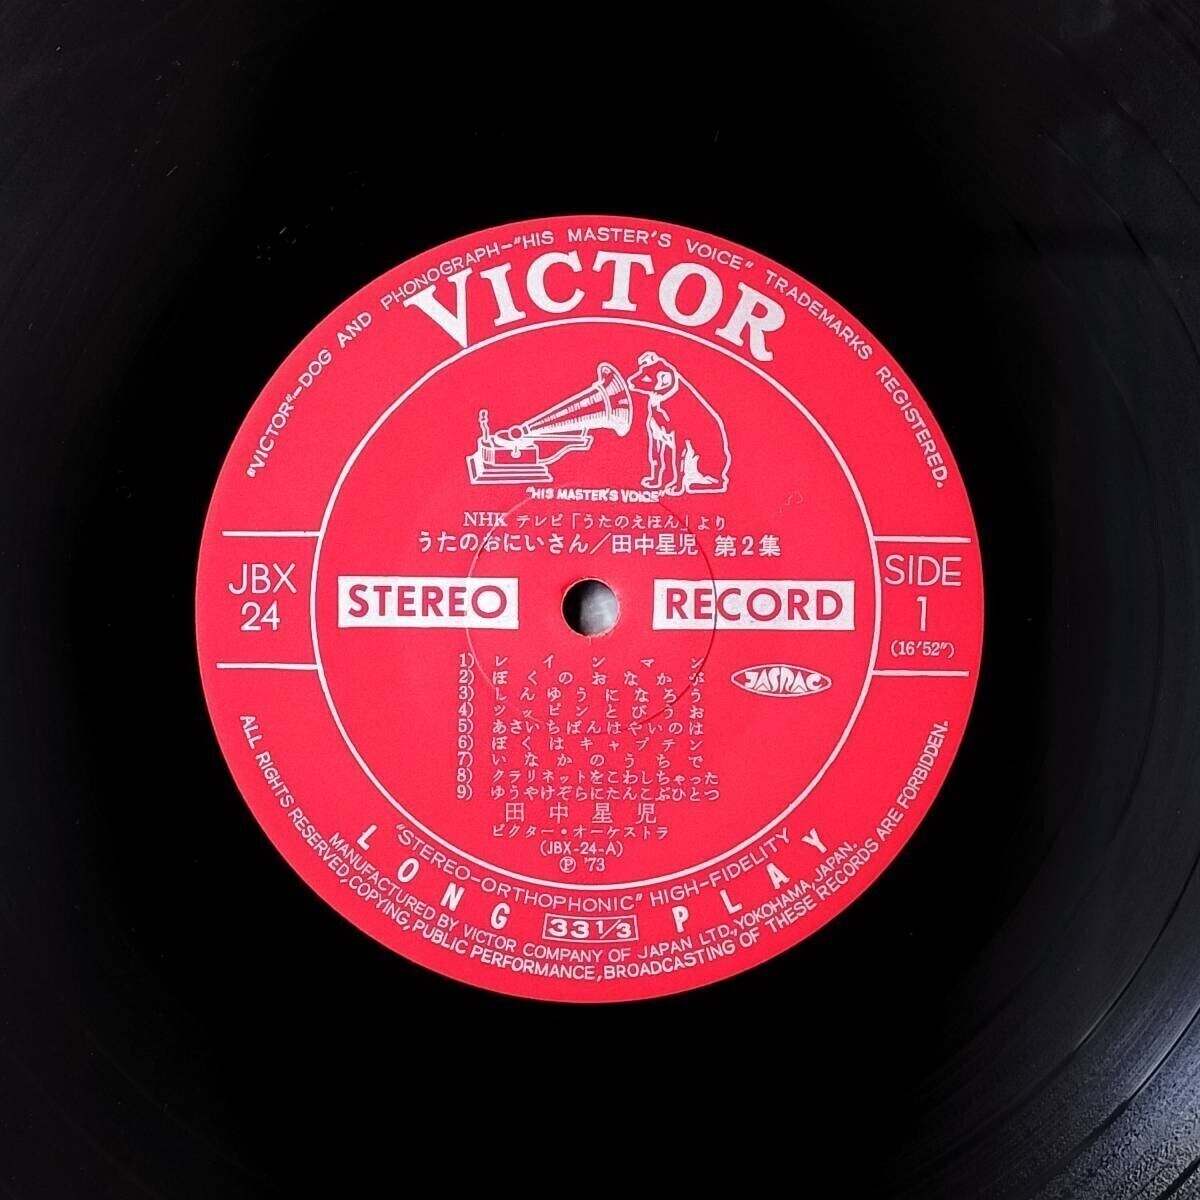 "VICTOR"—DOG AND PHONOGRAPH—"HIS MASTER'S VOICE" TRADEMARKS REGISTERED.
VICTOR
"HIS MASTER'S VOICE"
NHK テレビ「うたのえほん」より
うたのおにいさん/田中星児 第2集
JBX
24
STEREO
RECORD
SIDE
1
(16'52")
JASRAC
1) レインマン
2) ぼくのおなかが
3) しんゆうになろう
4) ツッピンとびうお
5) あさいちばんはやいのは
6) ぼくはキャプテン
7) いなかのうちで
8) クラリネットをこわしちゃった
9) ゆうやけぞらにたんこぶひとつ
田中星児
ビクター・オーケストラ
(JBX-24-A)
Ⓟ '73
"STEREO-ORTHOPHONIC" HIGH-FIDELITY
LONG 33 1/3 PLAY
MANUFACTURED BY VICTOR COMPANY OF JAPAN LTD., YOKOHAMA, JAPAN.
ALL RIGHTS RESERVED, COPYING, PUBLIC PERFORMANCE, BROADCASTING OF THESE RECORDS ARE FORBIDDEN.